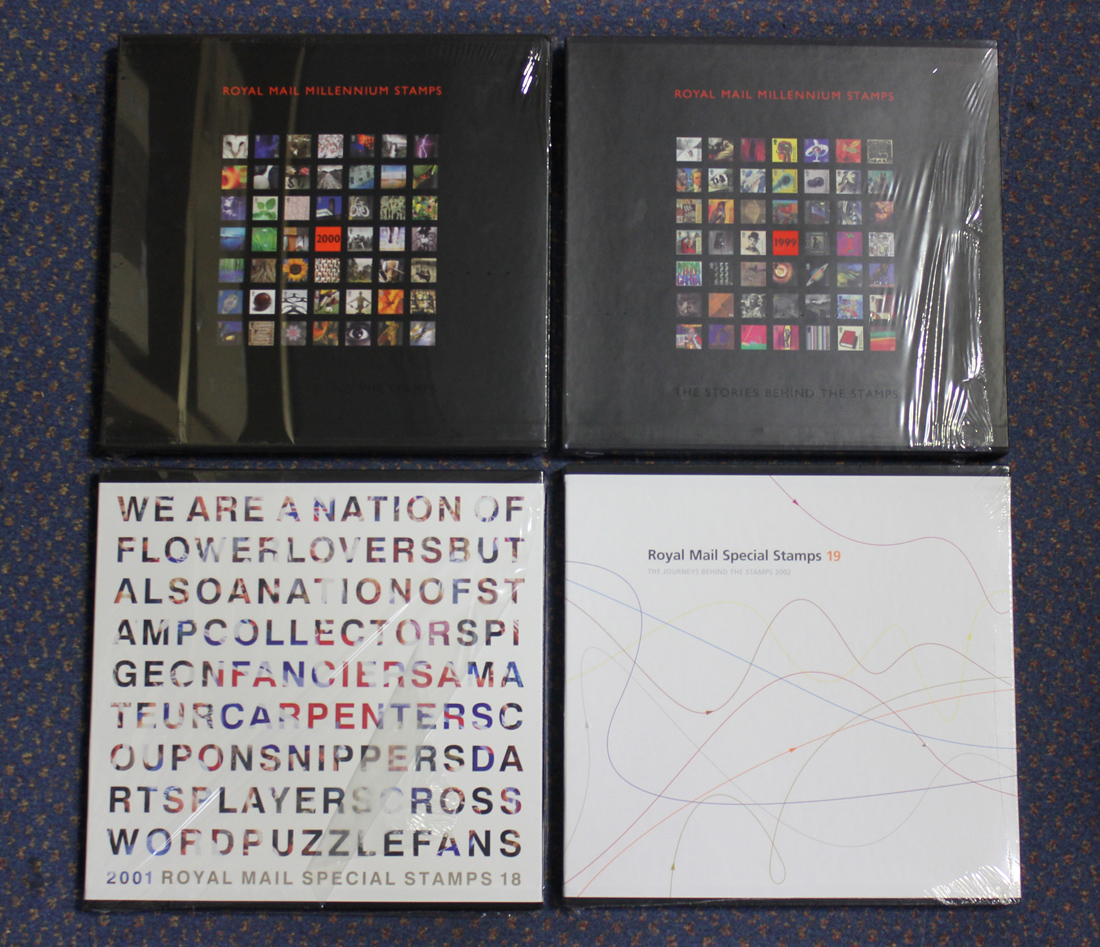 ROYAL MAIL MILLENNIUM STAMPS
2000
THE STAMPS
ROYAL MAIL MILLENNIUM STAMPS
1999
THE STORIES BEHIND THE STAMPS
WE ARE A NATION OF
FLOWERLOVERSBUT
ALSOANATIONOFST
AMPCOLLECTORSPI
GEONFANCIERSAMA
TEURCARPENTERSC
OUPONSNIPPERSDA
RTSPLAYERSCROSS
WORDPUZZLEFANS
2001 ROYAL MAIL SPECIAL STAMPS 18
Royal Mail Special Stamps 19
THE JOURNEYS BEHIND THE STAMPS 2002